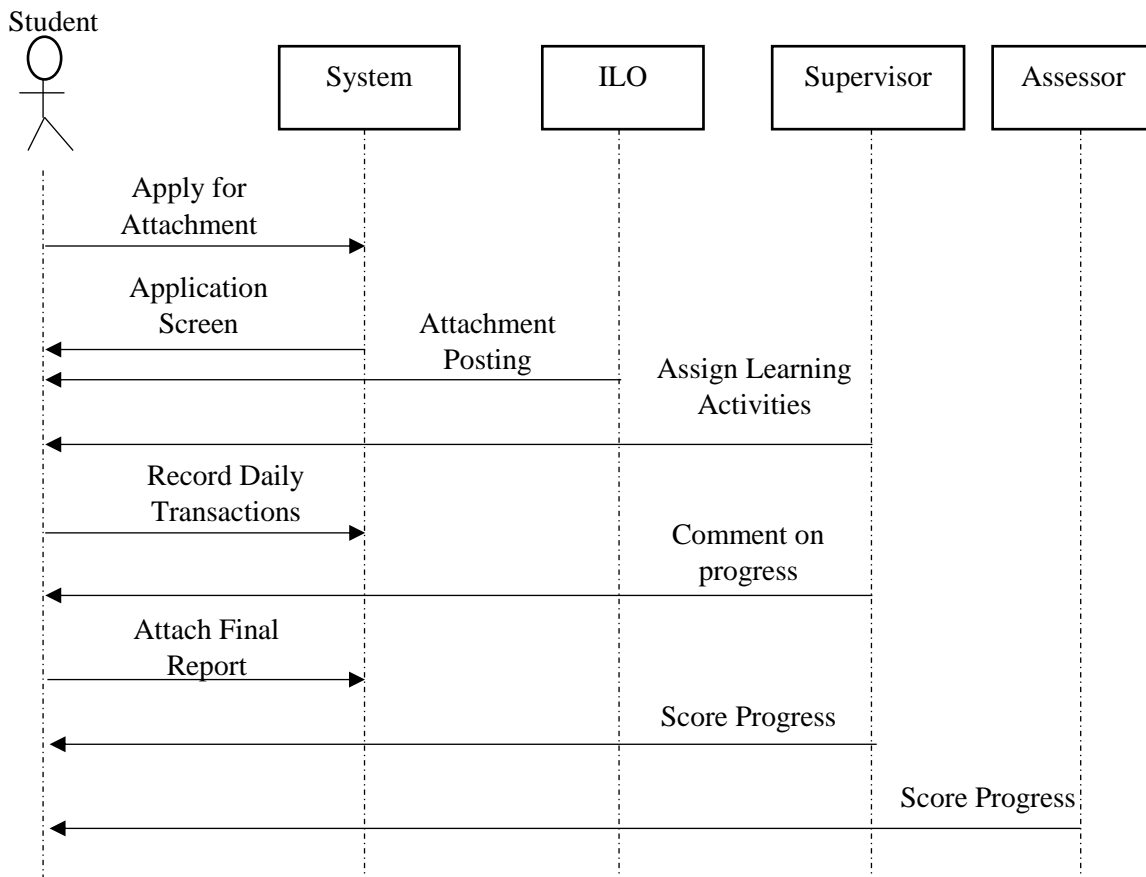 Student
System
ILO
Supervisor
Assessor
Apply for
Attachment
Application
Screen
Attachment
Posting
Assign Learning
Activities
Record Daily
Transactions
Comment on
progress
Attach Final
Report
Score Progress
Score Progress